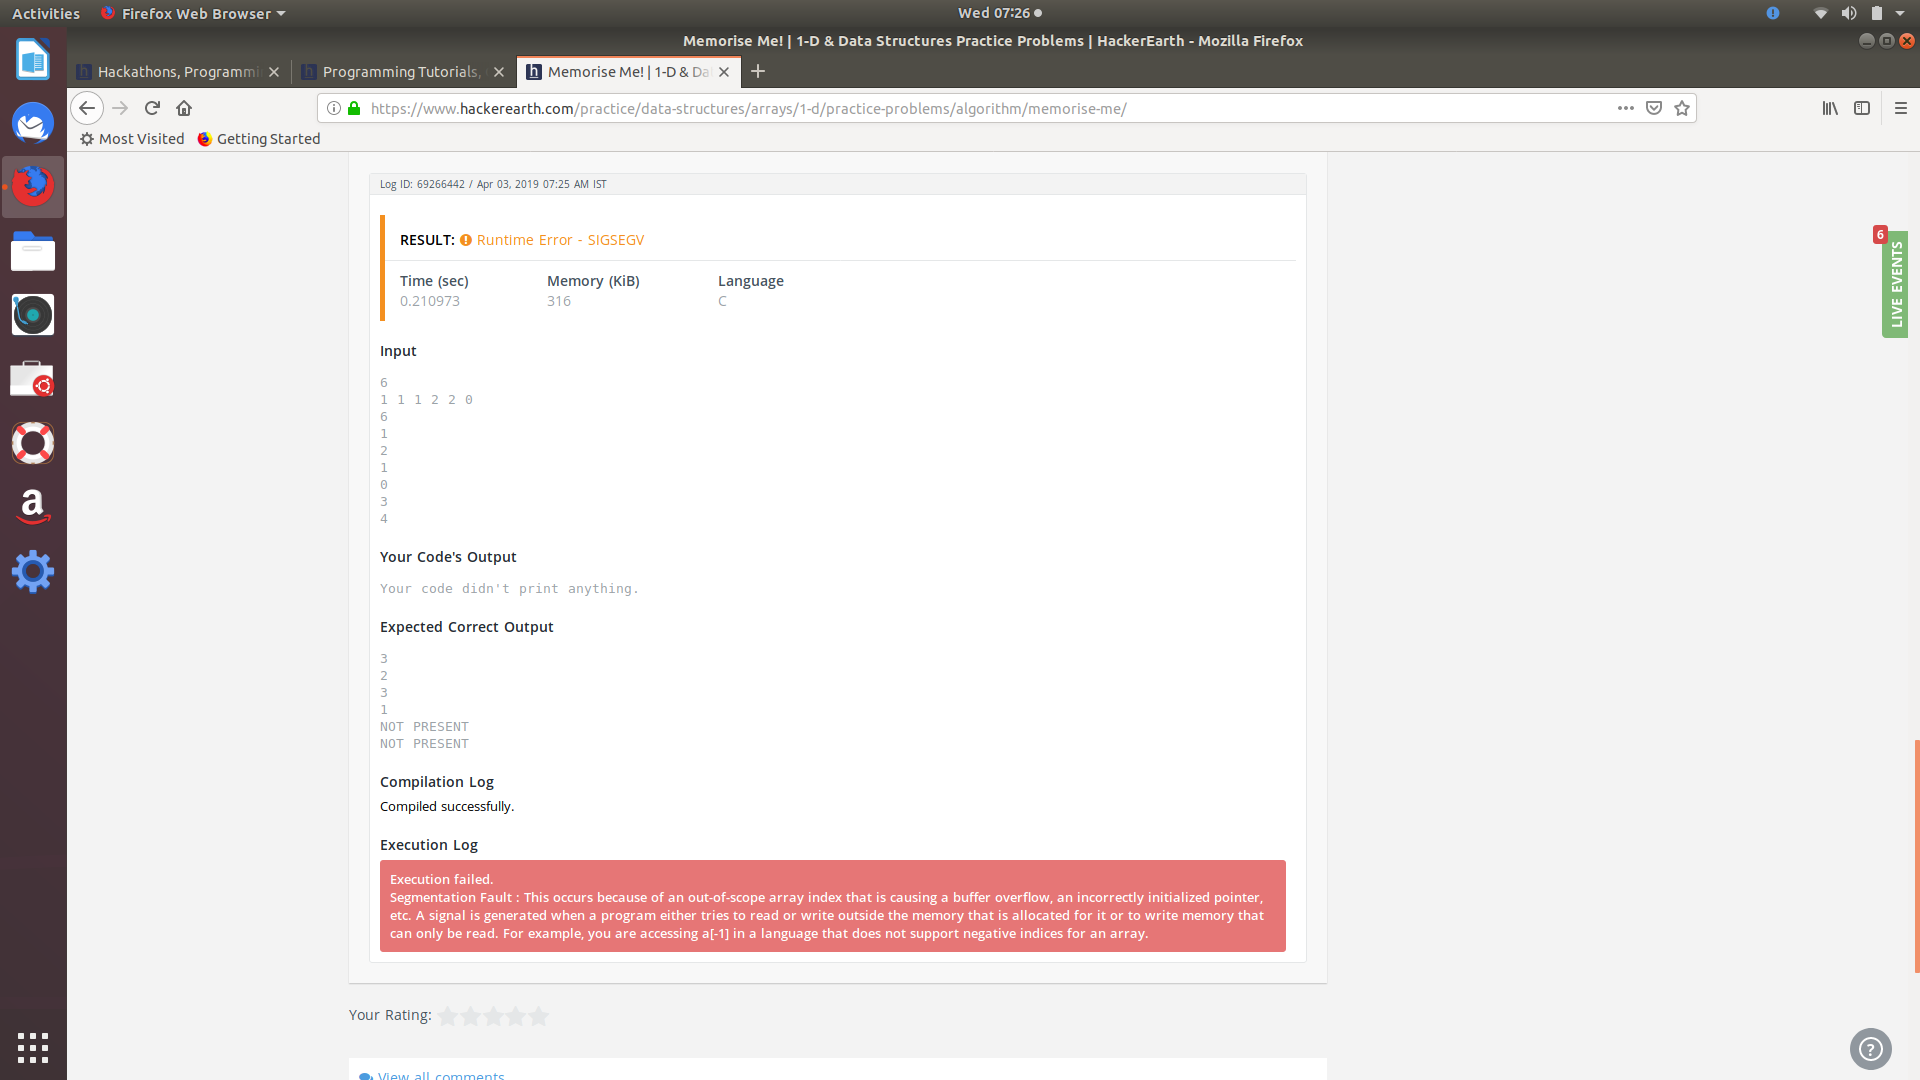 Activities
Firefox Web Browser
Wed 07:26
Memorise Me! | 1-D & Data Structures Practice Problems | HackerEarth - Mozilla Firefox
Hackathons, Programmi
Programming Tutorials,
Memorise Me! | 1-D & Da
https://www.hackerearth.com/practice/data-structures/arrays/1-d/practice-problems/algorithm/memorise-me/
Most Visited
Getting Started
Log ID: 69266442 / Apr 03, 2019 07:25 AM IST
RESULT: Runtime Error - SIGSEGV
Time (sec) Memory (KiB) Language
0.210973 316 C
6
LIVE EVENTS
Input
6
1 1 1 2 2 0
6
1
2
1
0
3
4
Your Code's Output
Your code didn't print anything.
Expected Correct Output
3
2
3
1
NOT PRESENT
NOT PRESENT
Compilation Log
Compiled successfully.
Execution Log
Execution failed.
Segmentation Fault : This occurs because of an out-of-scope array index that is causing a buffer overflow, an incorrectly initialized pointer,
etc. A signal is generated when a program either tries to read or write outside the memory that is allocated for it or to write memory that
can only be read. For example, you are accessing a[-1] in a language that does not support negative indices for an array.
Your Rating:
View all comments